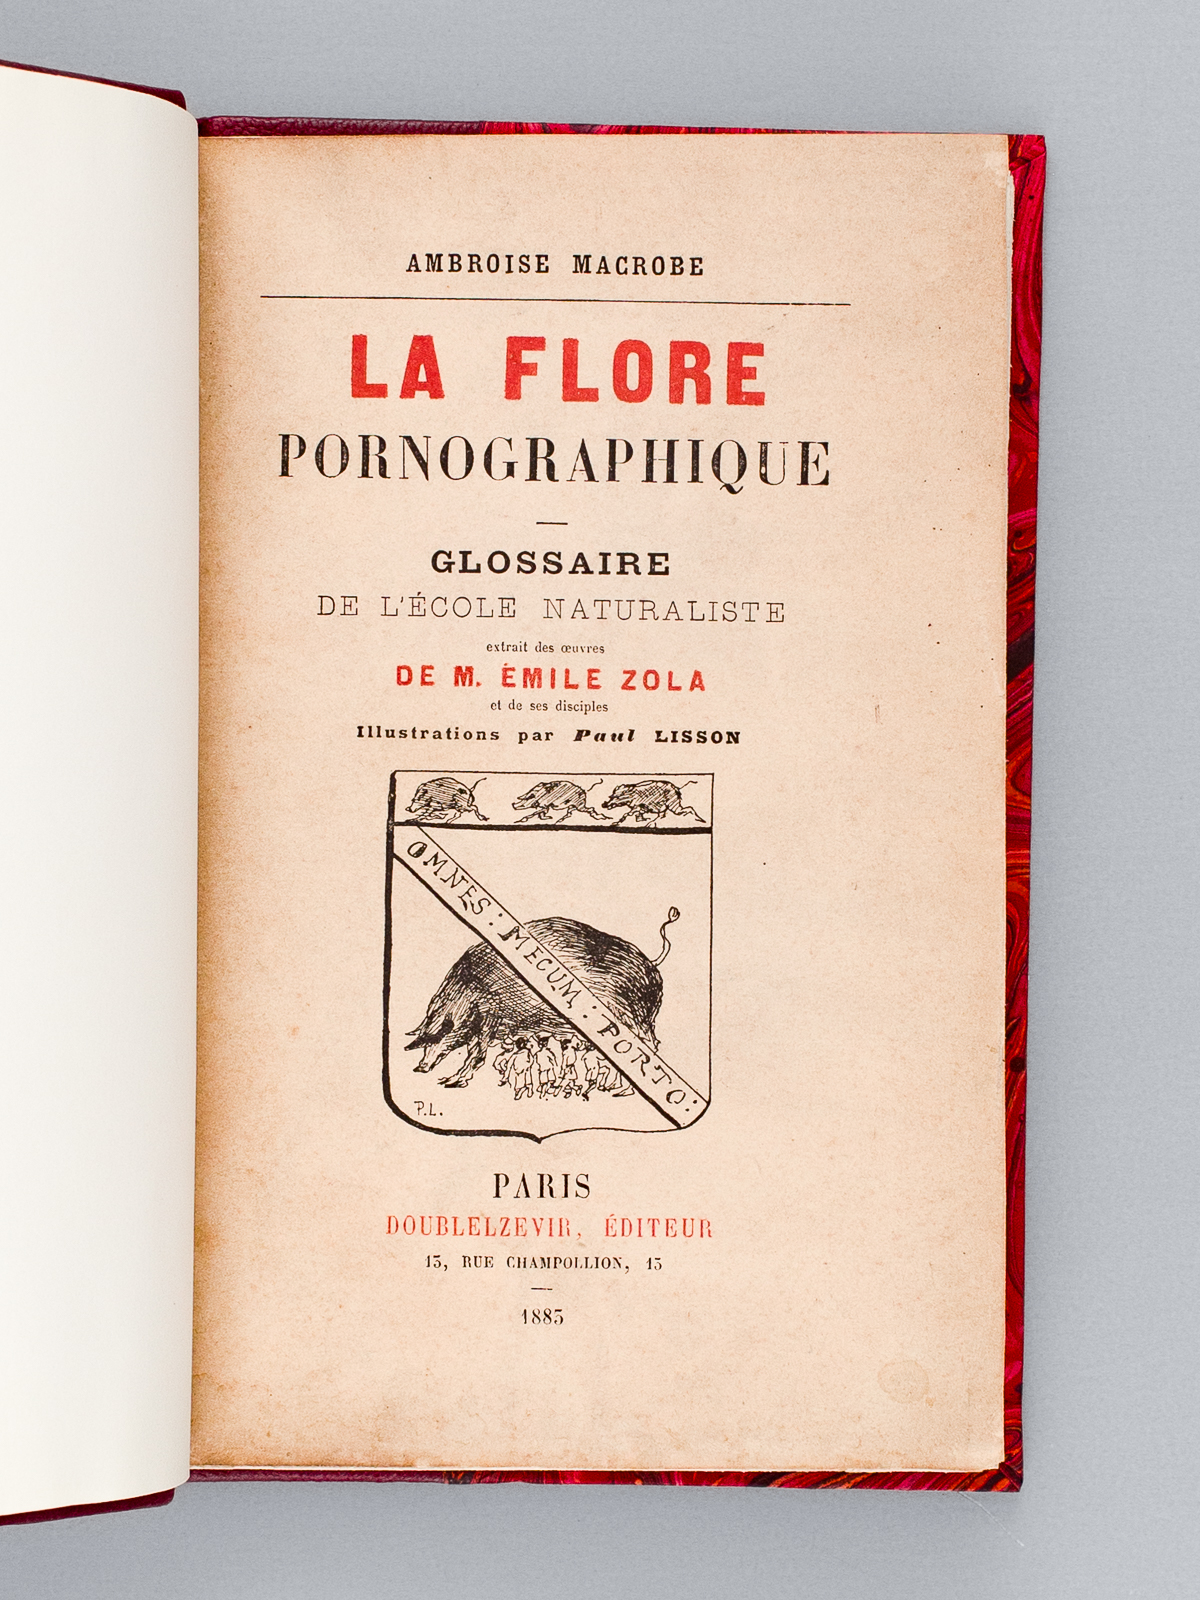 AMBROISE MACROBE
LA FLORE
PORNOGRAPHIQUE
GLOSSAIRE
DE L'ÉCOLE NATURALISTE
extrait des œuvres
DE M. ÉMILE ZOLA
et de ses disciples
Illustrations par Paul LISSON
OMNES: MECUM: PORTO:
P.L.
PARIS
DOUBLELZEVIR, ÉDITEUR
13, RUE CHAMPOLLION, 13
1883